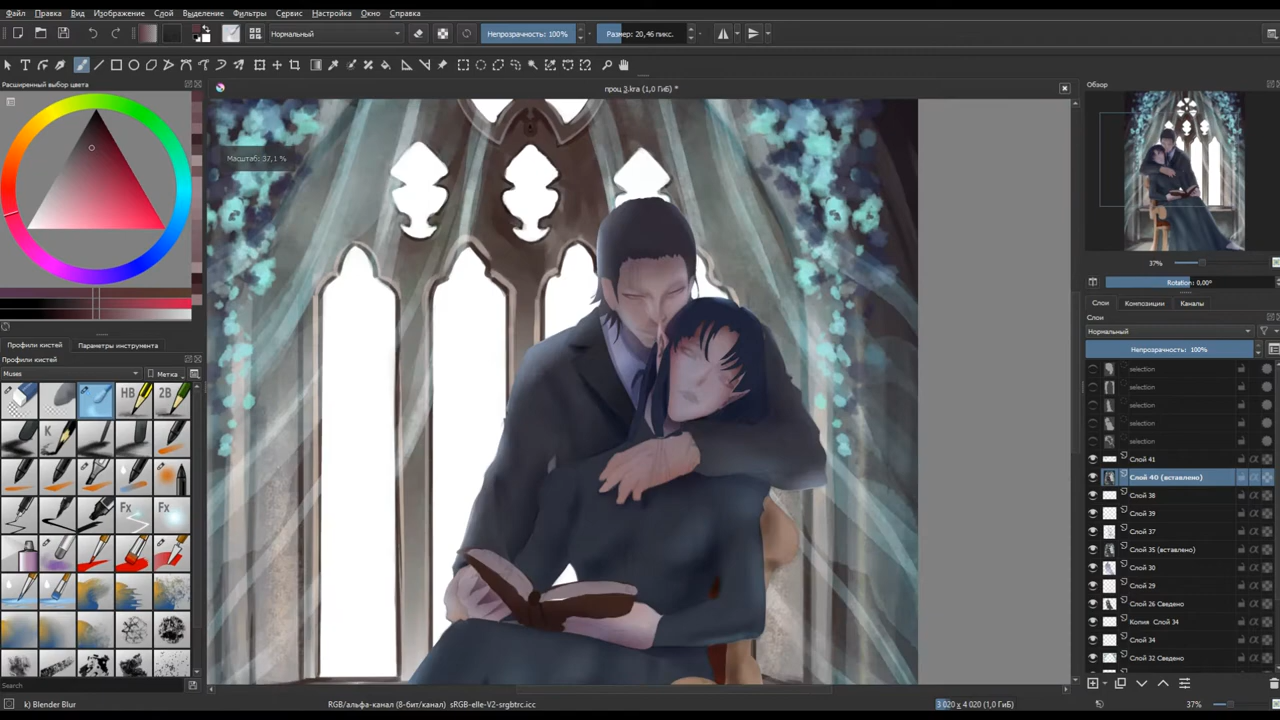 Файл Правка Вид Изображение Слой Выделение Фильтры Сервис Настройка Окно Справка
Нормальный Непрозрачность: 100% Размер: 20,46 пикс.
Расширенный выбор цвета
проц 3.kra (1,0 ГиБ) *
Обзор
Масштаб: 37,1 %
37%
Rotation: 0,00°
Слои Композиции Каналы
Слои
Нормальный
Непрозрачность: 100%
Профили кистей Параметры инструмента
Профили кистей
Muses Метка
HB 2B
K
Fx Fx
selection
selection
selection
selection
selection
Слой 41
Слой 40 (вставлено)
Слой 38
Слой 39
Слой 37
Слой 35 (вставлено)
Слой 30
Слой 29
Слой 26 Сведено
Копия Слой 34
Слой 34
Слой 32 Сведено
Search
k) Blender Blur RGB/альфа-канал (8-бит/канал) sRGB-elle-V2-srgbtrc.icc 3 020 x 4 020 (1,0 ГиБ) 37%